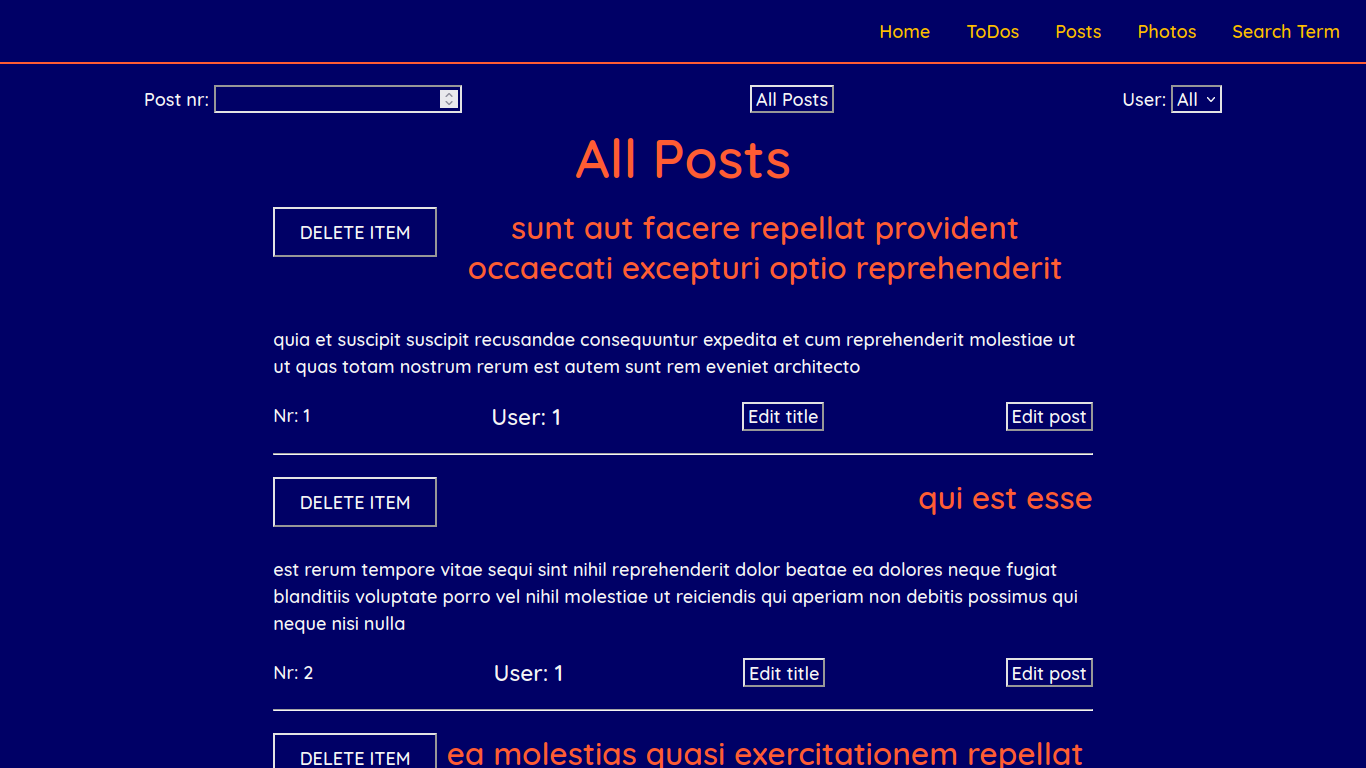 Home ToDos Posts Photos Search Term
Post nr: All Posts User: All
All Posts
DELETE ITEM
sunt aut facere repellat provident
occaecati excepturi optio reprehenderit
quia et suscipit suscipit recusandae consequuntur expedita et cum reprehenderit molestiae ut
ut quas totam nostrum rerum est autem sunt rem eveniet architecto
Nr: 1 User: 1 Edit title Edit post
DELETE ITEM qui est esse
est rerum tempore vitae sequi sint nihil reprehenderit dolor beatae ea dolores neque fugiat
blanditiis voluptate porro vel nihil molestiae ut reiciendis qui aperiam non debitis possimus qui
neque nisi nulla
Nr: 2 User: 1 Edit title Edit post
DELETE ITEM ea molestias quasi exercitationem repellat